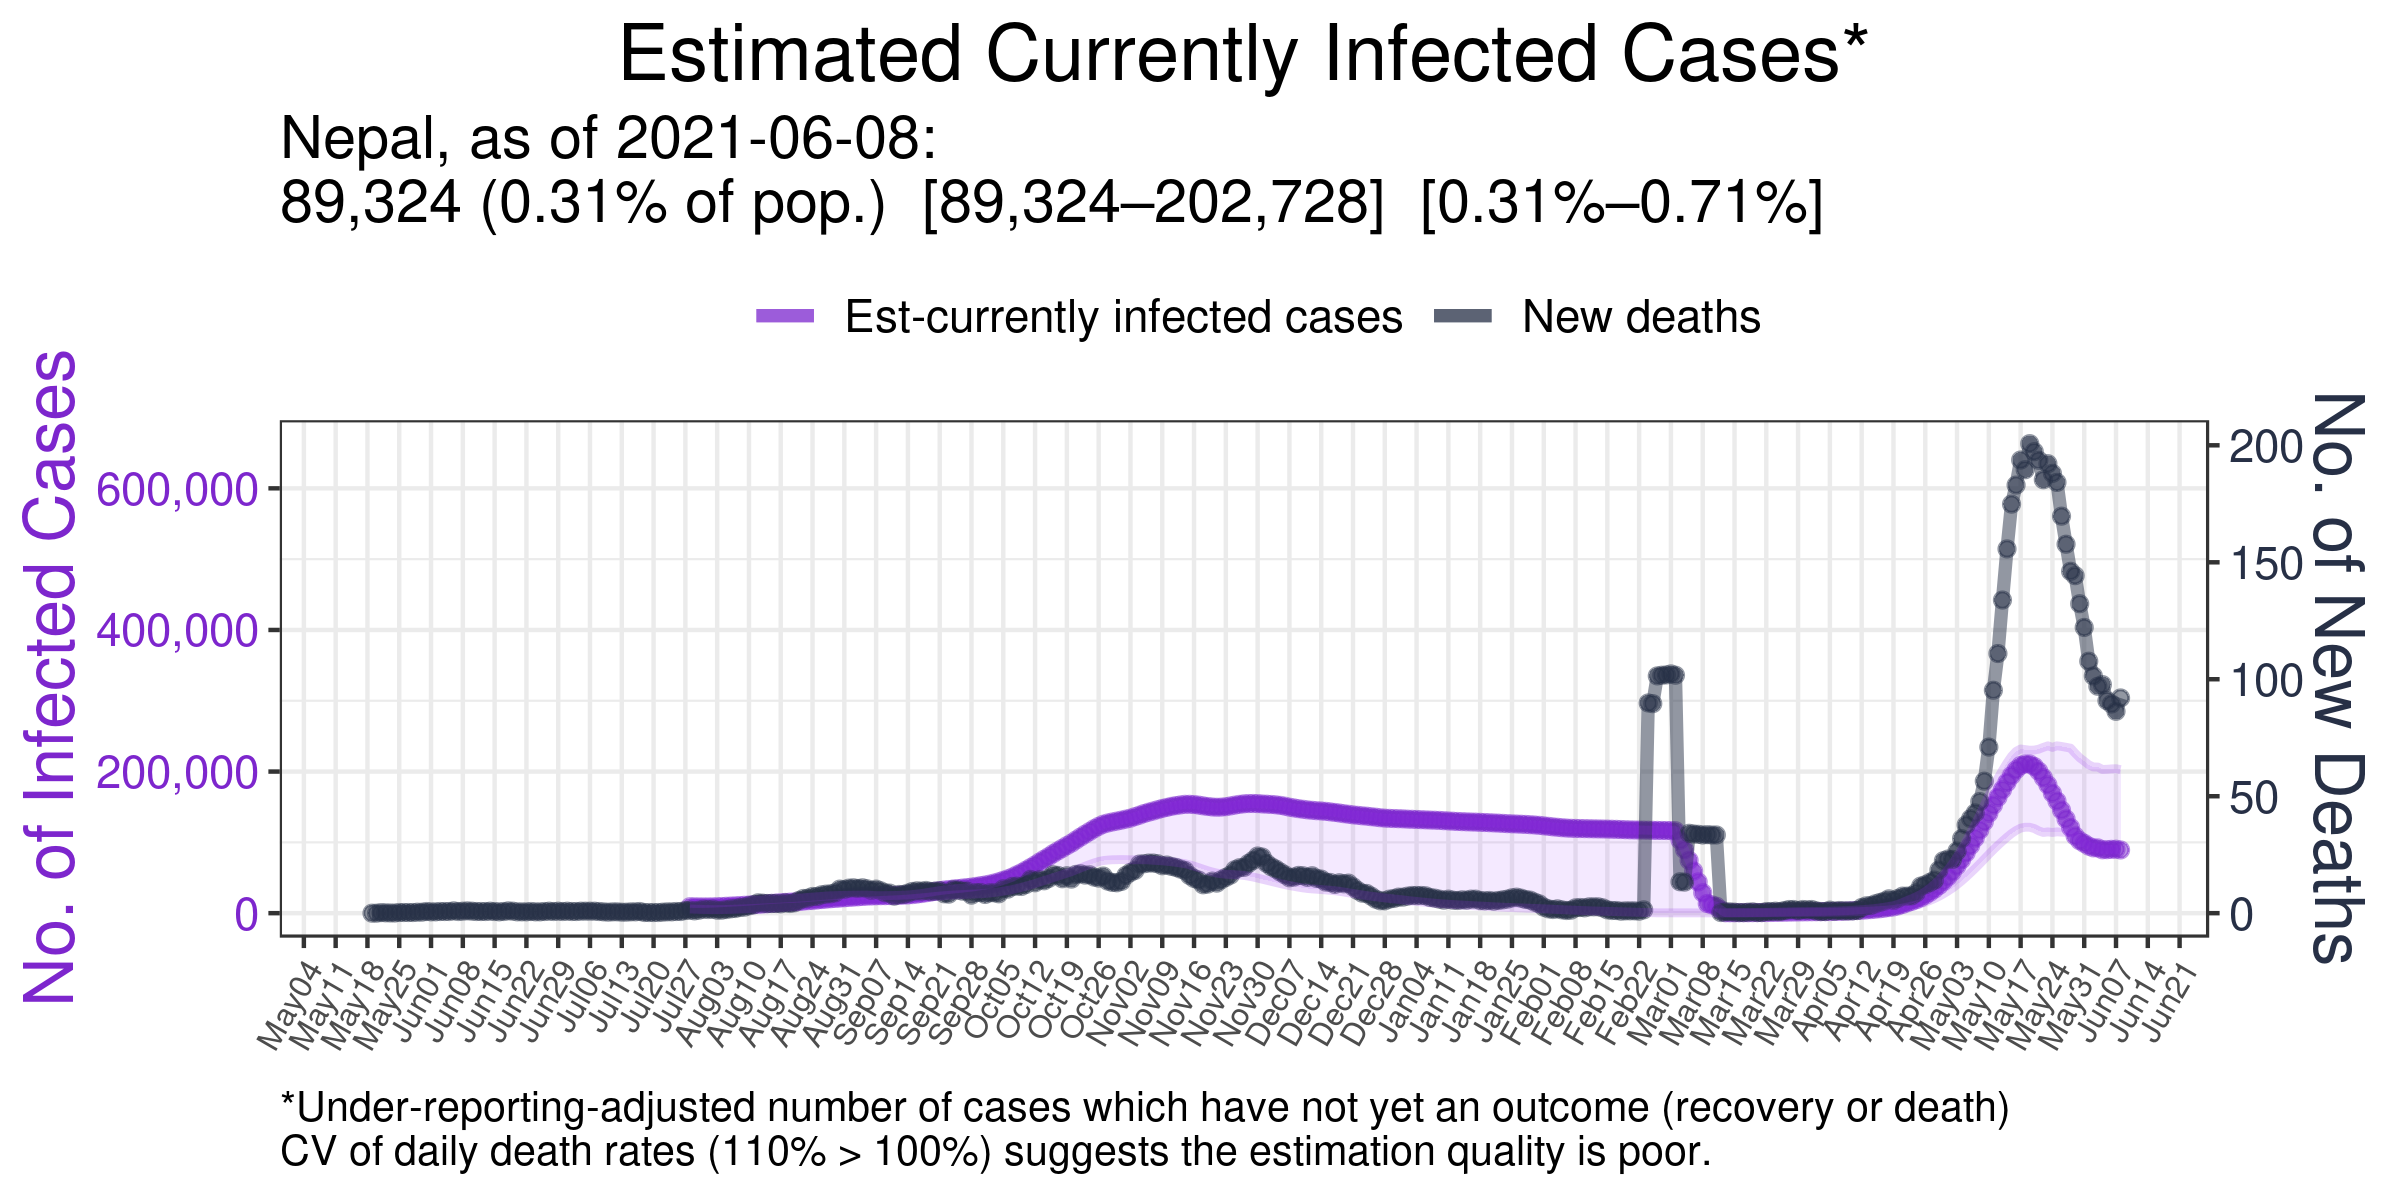 Estimated Currently Infected Cases*
Nepal, as of 2021-06-08:
89,324 (0.31% of pop.) [89,324–202,728] [0.31%–0.71%]
Est-currently infected cases New deaths
No. of Infected Cases
600,000
400,000
200,000
0
200
150
100
50
0
No. of New Deaths
May04 May11 May18 May25 Jun01 Jun08 Jun15 Jun22 Jun29 Jul06 Jul13 Jul20 Jul27 Aug03 Aug10 Aug17 Aug24 Aug31 Sep07 Sep14 Sep21 Sep28 Oct05 Oct12 Oct19 Oct26 Nov02 Nov09 Nov16 Nov23 Nov30 Dec07 Dec14 Dec21 Dec28 Jan04 Jan11 Jan18 Jan25 Feb01 Feb08 Feb15 Feb22 Mar01 Mar08 Mar15 Mar22 Mar29 Apr05 Apr12 Apr19 Apr26 May03 May10 May17 May24 May31 Jun07 Jun14 Jun21
*Under-reporting-adjusted number of cases which have not yet an outcome (recovery or death)
CV of daily death rates (110% > 100%) suggests the estimation quality is poor.